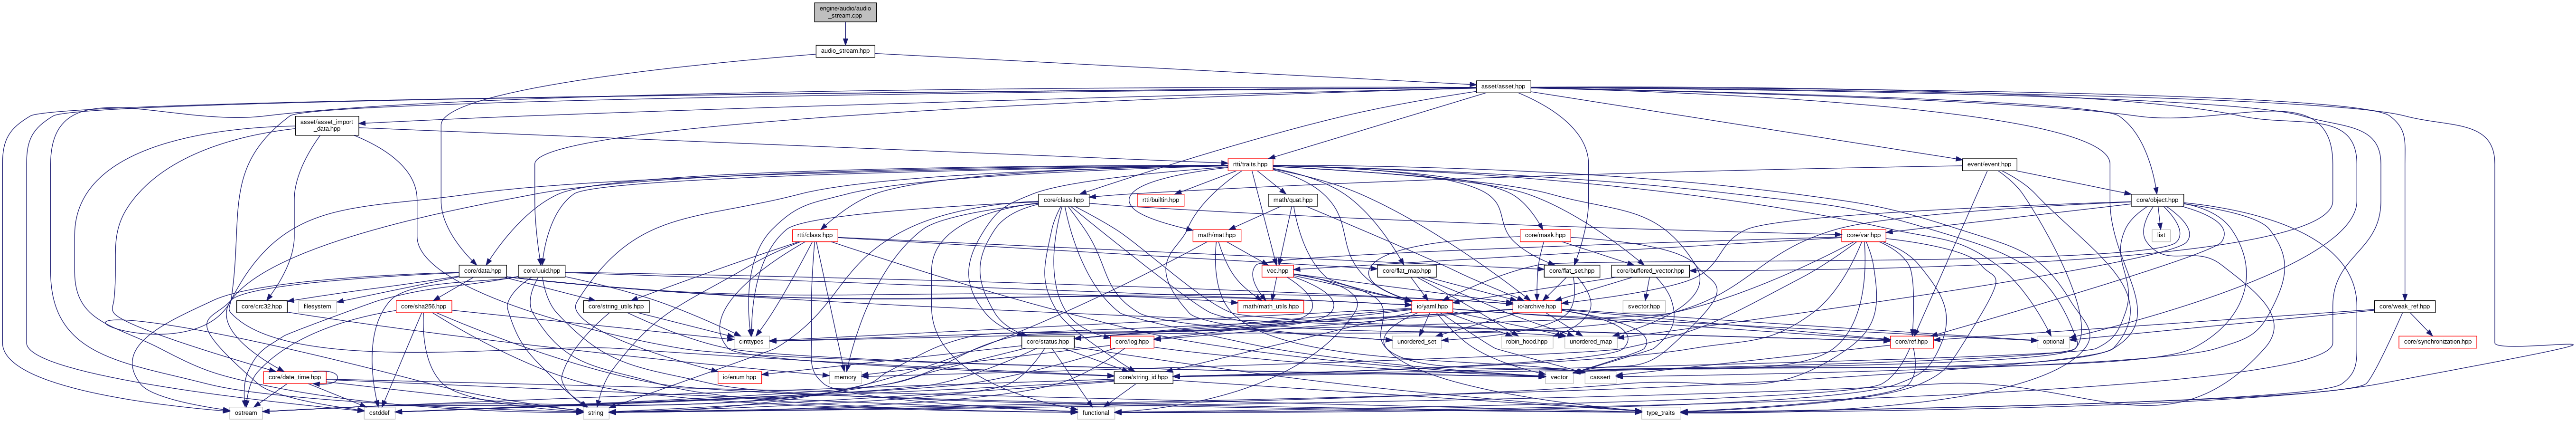 engine/audio/audio
_stream.cpp
audio_stream.hpp
asset/asset.hpp
asset/asset_import
_data.hpp
rtti/traits.hpp
event/event.hpp
core/class.hpp
rtti/builtin.hpp
math/quat.hpp
core/object.hpp
rtti/class.hpp
math/mat.hpp
core/mask.hpp
core/var.hpp
list
core/data.hpp
core/uuid.hpp
vec.hpp
core/flat_map.hpp
core/flat_set.hpp
core/buffered_vector.hpp
core/crc32.hpp
filesystem
core/sha256.hpp
core/string_utils.hpp
math/math_utils.hpp
io/yaml.hpp
io/archive.hpp
svector.hpp
core/weak_ref.hpp
cinttypes
core/status.hpp
core/log.hpp
unordered_set
robin_hood.hpp
unordered_map
core/ref.hpp
optional
core/synchronization.hpp
core/date_time.hpp
io/enum.hpp
memory
core/string_id.hpp
vector
cassert
ostream
cstddef
string
functional
type_traits